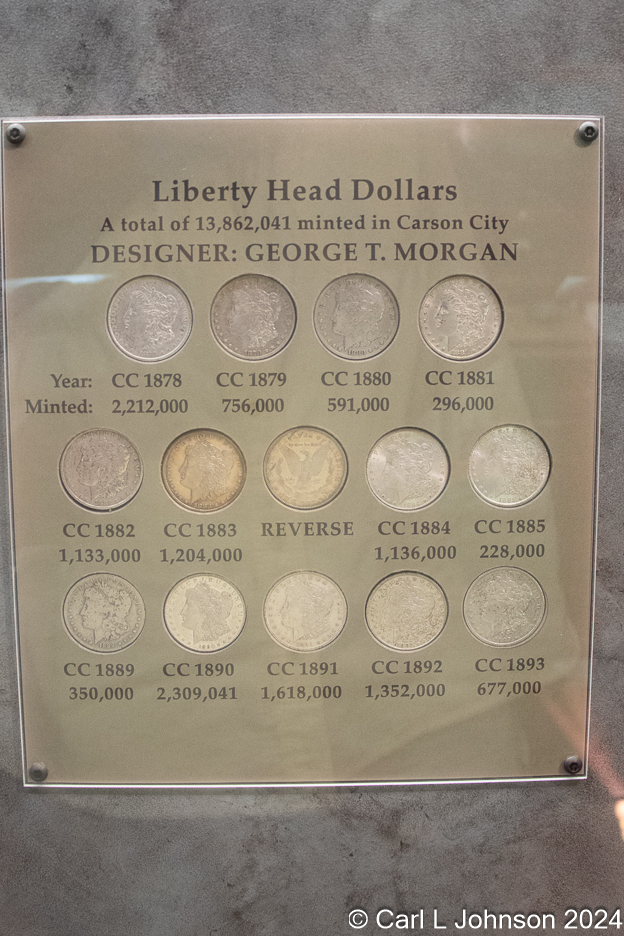 Liberty Head Dollars
A total of 13,862,041 minted in Carson City
DESIGNER: GEORGE T. MORGAN
Year: CC 1878 CC 1879 CC 1880 CC 1881
Minted: 2,212,000 756,000 591,000 296,000
CC 1882 CC 1883 REVERSE CC 1884 CC 1885
1,133,000 1,204,000 1,136,000 228,000
CC 1889 CC 1890 CC 1891 CC 1892 CC 1893
350,000 2,309,041 1,618,000 1,352,000 677,000
© Carl L Johnson 2024